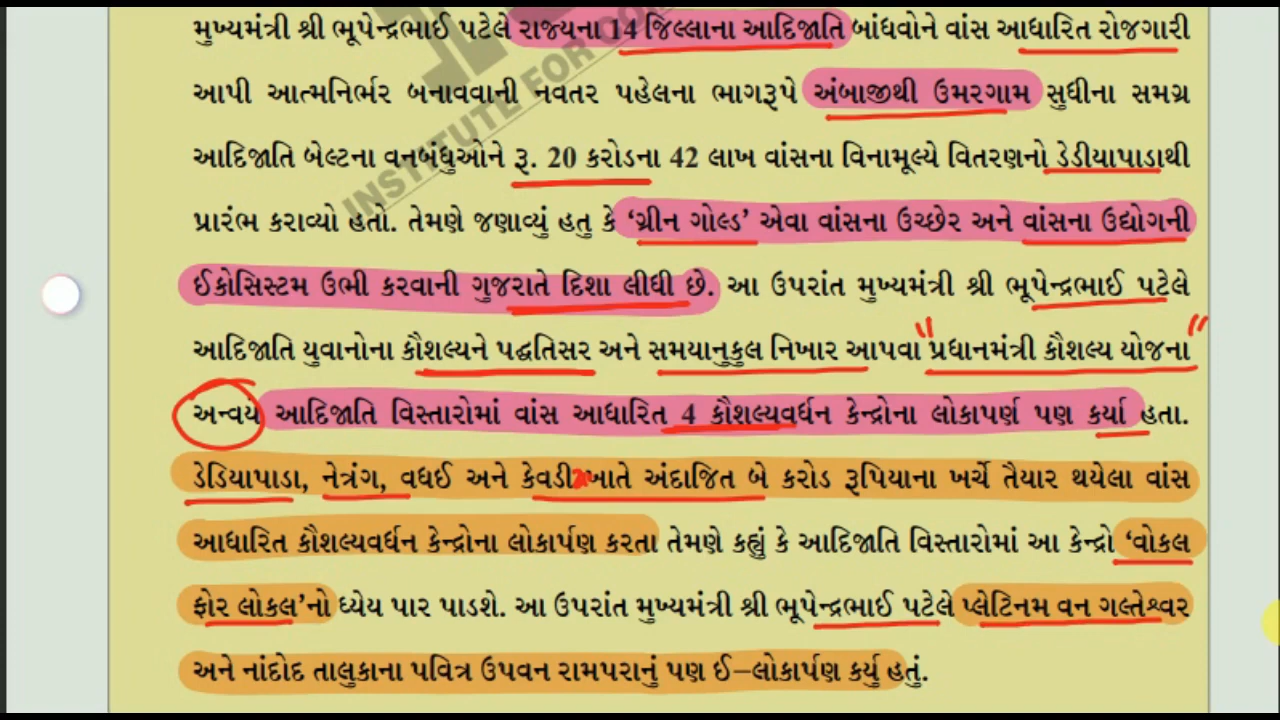 મુખ્યમંત્રી શ્રી ભૂપેન્દ્રભાઈ પટેલે રાજ્યના 14 જિલ્લાના આદિજાતિ બાંધવોને વાંસ આધારિત રોજગારી
આપી આત્મનિર્ભર બનાવવાની નવતર પહેલના ભાગરૂપે અંબાજીથી ઉમરગામ સુધીના સમગ્ર
આદિજાતિ બેલ્ટના વનબંધુઓને રૂ. 20 કરોડના 42 લાખ વાંસના વિનામૂલ્યે વિતરણનો ડેડીયાપાડાથી
પ્રારંભ કરાવ્યો હતો. તેમણે જણાવ્યું હતુ કે ‘ગ્રીન ગોલ્ડ’ એવા વાંસના ઉચ્છેર અને વાંસના ઉદ્યોગની
ઈકોસિસ્ટમ ઉભી કરવાની ગુજરાતે દિશા લીધી છે. આ ઉપરાંત મુખ્યમંત્રી શ્રી ભૂપેન્દ્રભાઈ પટેલે
આદિજાતિ યુવાનોના કૌશલ્યને પદ્ધતિસર અને સમયાનુકુલ નિખાર આપવા "પ્રધાનમંત્રી કૌશલ્ય યોજના"
અન્વયે આદિજાતિ વિસ્તારોમાં વાંસ આધારિત 4 કૌશલ્યવર્ધન કેન્દ્રોના લોકાપર્ણ પણ કર્યા હતા.
ડેડિયાપાડા, નેત્રંગ, વઘઈ અને કેવડી ખાતે અંદાજિત બે કરોડ રૂપિયાના ખર્ચે તૈયાર થયેલા વાંસ
આધારિત કૌશલ્યવર્ધન કેન્દ્રોના લોકાર્પણ કરતા તેમણે કહ્યું કે આદિજાતિ વિસ્તારોમાં આ કેન્દ્રો ‘વોકલ
ફોર લોકલ’નો ધ્યેય પાર પાડશે. આ ઉપરાંત મુખ્યમંત્રી શ્રી ભૂપેન્દ્રભાઈ પટેલે પ્લેટિનમ વન ગલ્તેશ્વર
અને નાંદોદ તાલુકાના પવિત્ર ઉપવન રામપરાનું પણ ઈ–લોકાર્પણ કર્યુ હતું.
INSTITUTE FOR